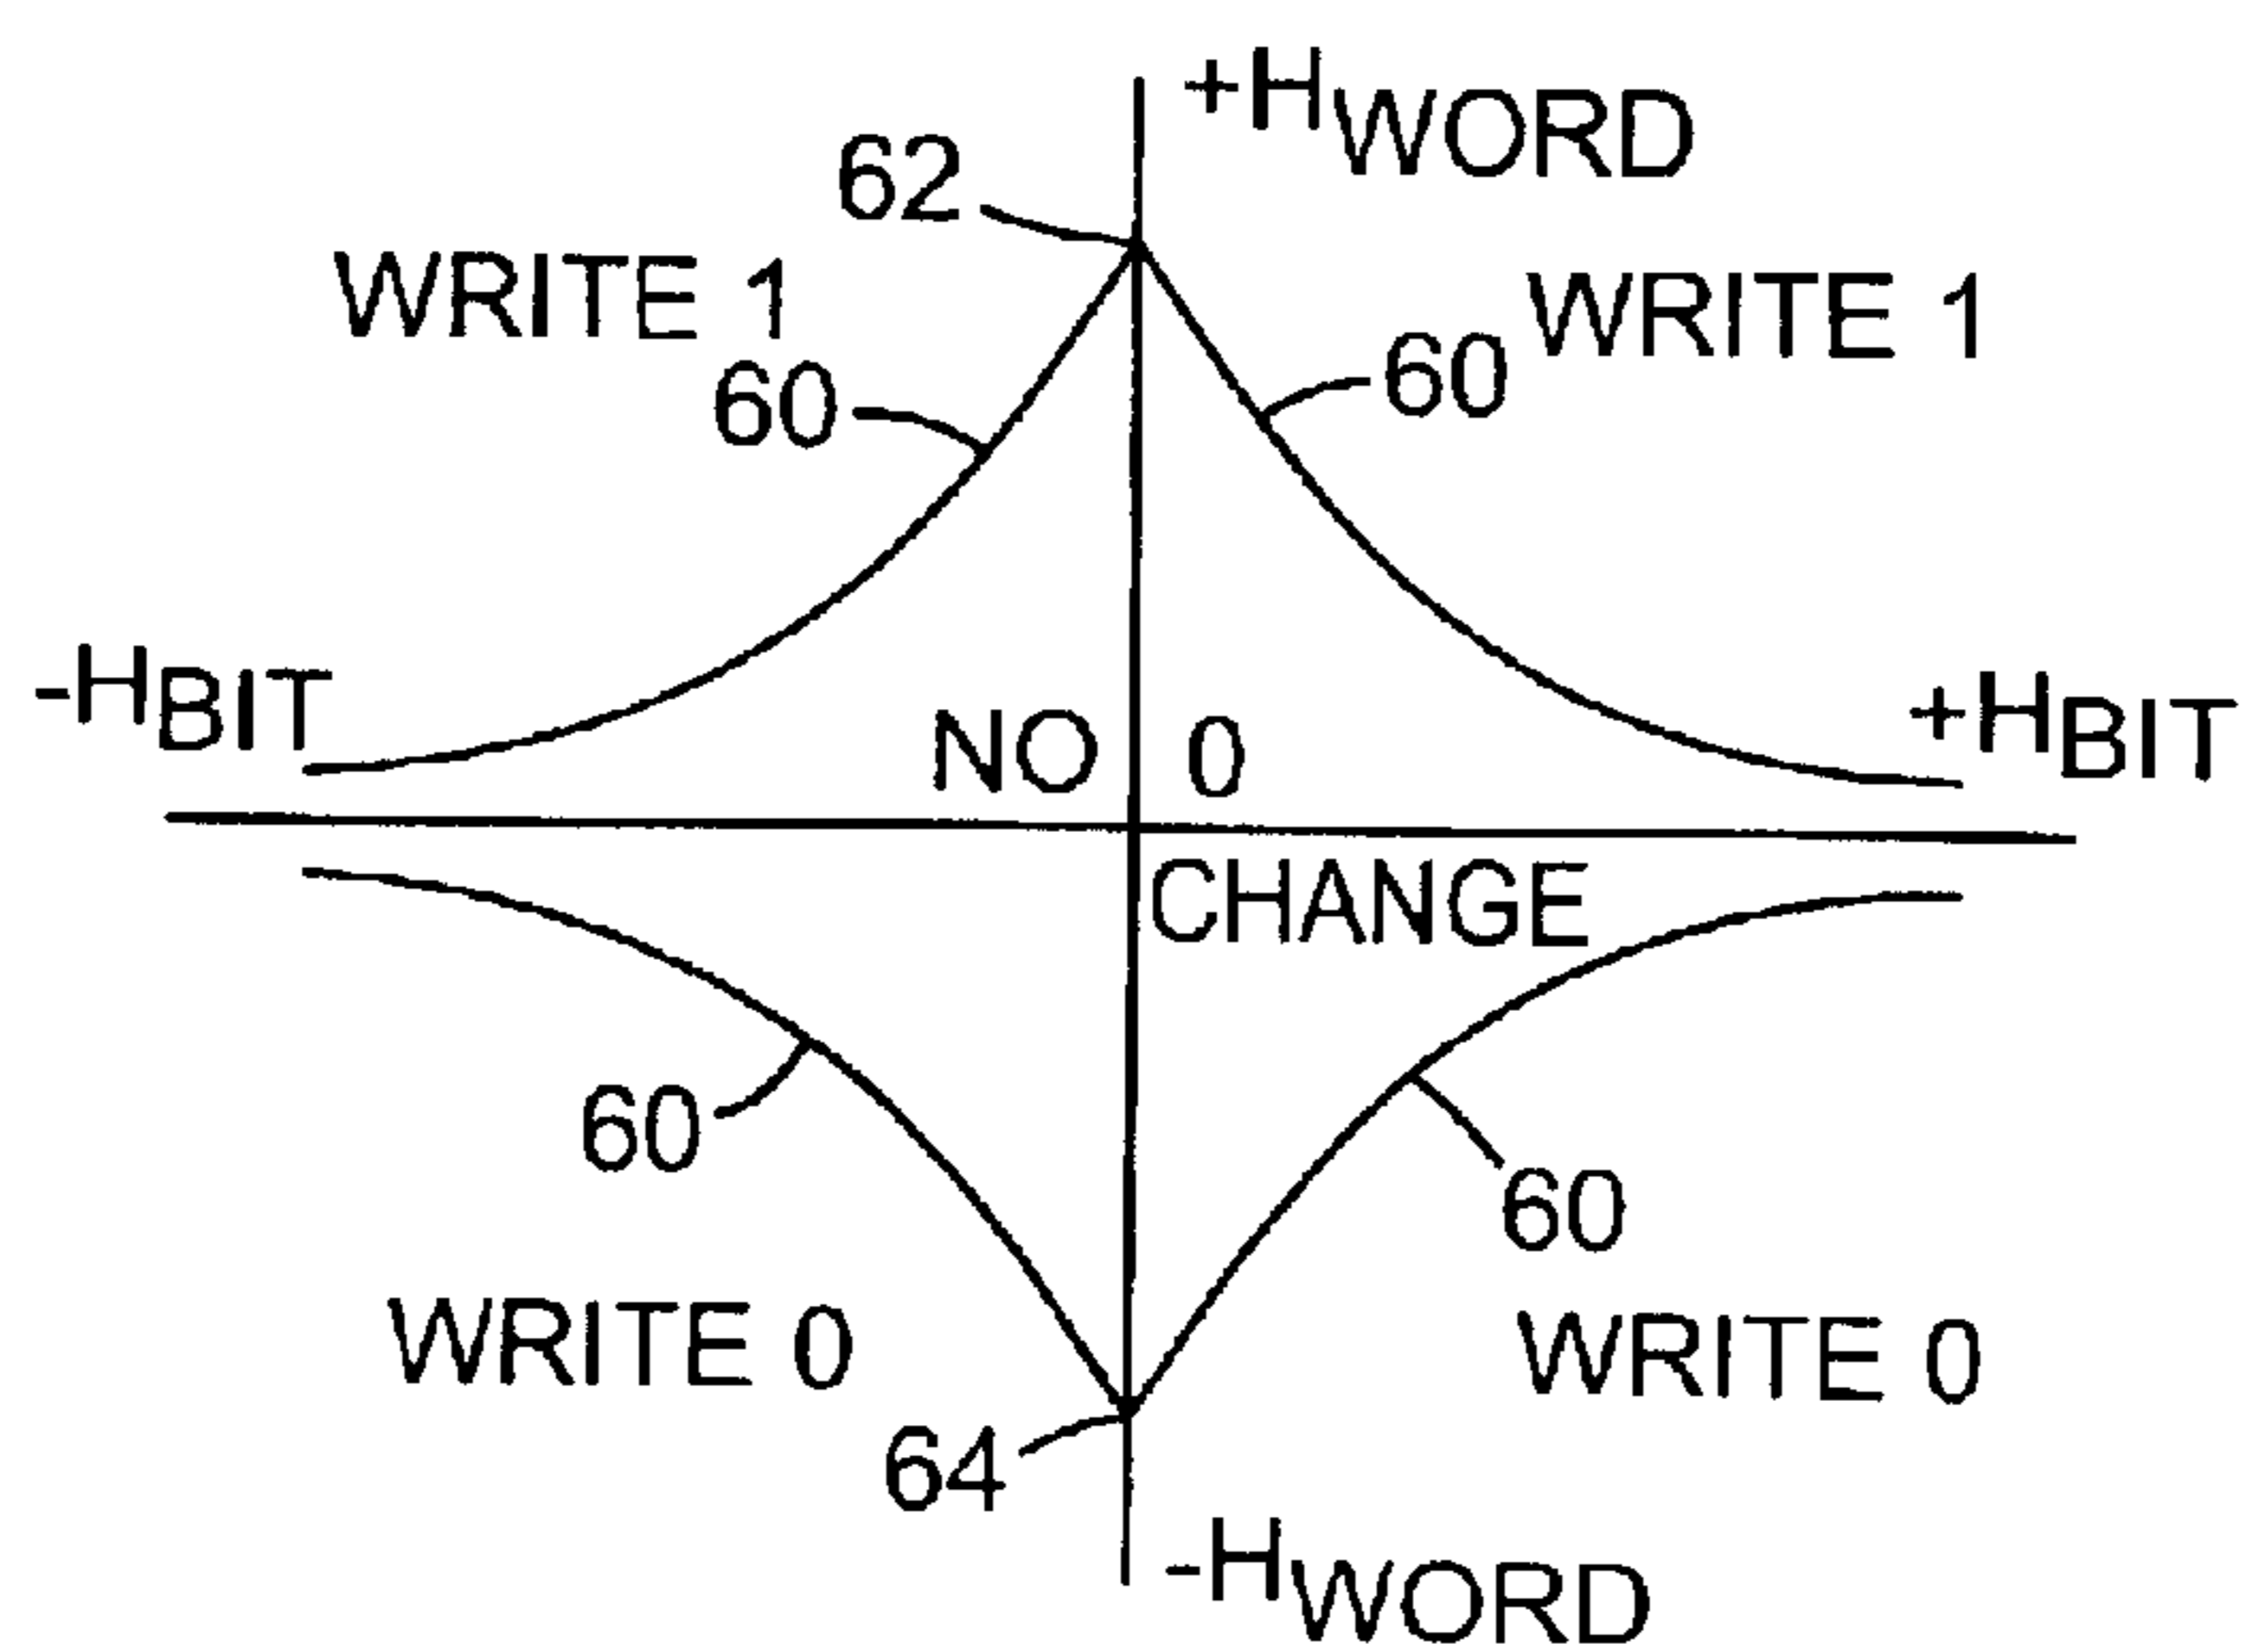 +HWORD
62
WRITE 1
WRITE 1
60
60
-HBIT
+HBIT
NO 0
CHANGE
60
60
WRITE 0
WRITE 0
64
-HWORD